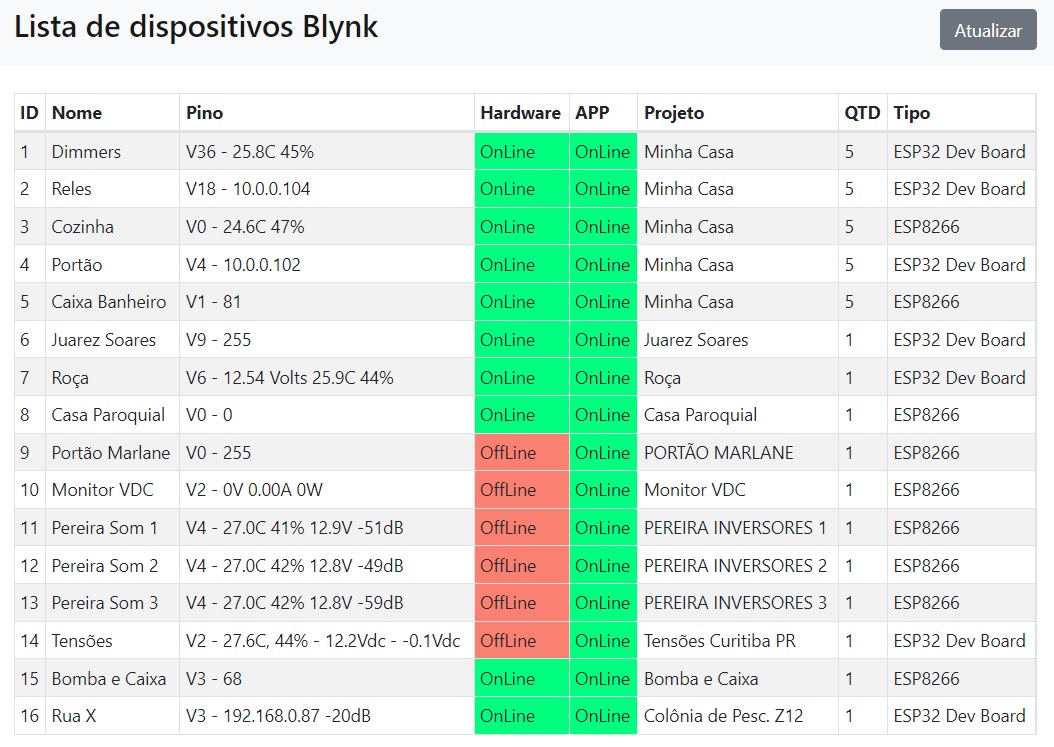 Lista de dispositivos Blynk
Atualizar
ID Nome Pino Hardware APP Projeto QTD Tipo
1 Dimmers V36 - 25.8C 45% OnLine OnLine Minha Casa 5 ESP32 Dev Board
2 Reles V18 - 10.0.0.104 OnLine OnLine Minha Casa 5 ESP32 Dev Board
3 Cozinha V0 - 24.6C 47% OnLine OnLine Minha Casa 5 ESP8266
4 Portão V4 - 10.0.0.102 OnLine OnLine Minha Casa 5 ESP32 Dev Board
5 Caixa Banheiro V1 - 81 OnLine OnLine Minha Casa 5 ESP8266
6 Juarez Soares V9 - 255 OnLine OnLine Juarez Soares 1 ESP32 Dev Board
7 Roça V6 - 12.54 Volts 25.9C 44% OnLine OnLine Roça 1 ESP32 Dev Board
8 Casa Paroquial V0 - 0 OnLine OnLine Casa Paroquial 1 ESP8266
9 Portão Marlane V0 - 255 OffLine OnLine PORTÃO MARLANE 1 ESP8266
10 Monitor VDC V2 - 0V 0.00A 0W OffLine OnLine Monitor VDC 1 ESP8266
11 Pereira Som 1 V4 - 27.0C 41% 12.9V -51dB OffLine OnLine PEREIRA INVERSORES 1 1 ESP8266
12 Pereira Som 2 V4 - 27.0C 42% 12.8V -49dB OffLine OnLine PEREIRA INVERSORES 2 1 ESP8266
13 Pereira Som 3 V4 - 27.0C 42% 12.8V -59dB OffLine OnLine PEREIRA INVERSORES 3 1 ESP8266
14 Tensões V2 - 27.6C, 44% - 12.2Vdc - -0.1Vdc OffLine OnLine Tensões Curitiba PR 1 ESP32 Dev Board
15 Bomba e Caixa V3 - 68 OnLine OnLine Bomba e Caixa 1 ESP8266
16 Rua X V3 - 192.168.0.87 -20dB OnLine OnLine Colônia de Pesc. Z12 1 ESP32 Dev Board